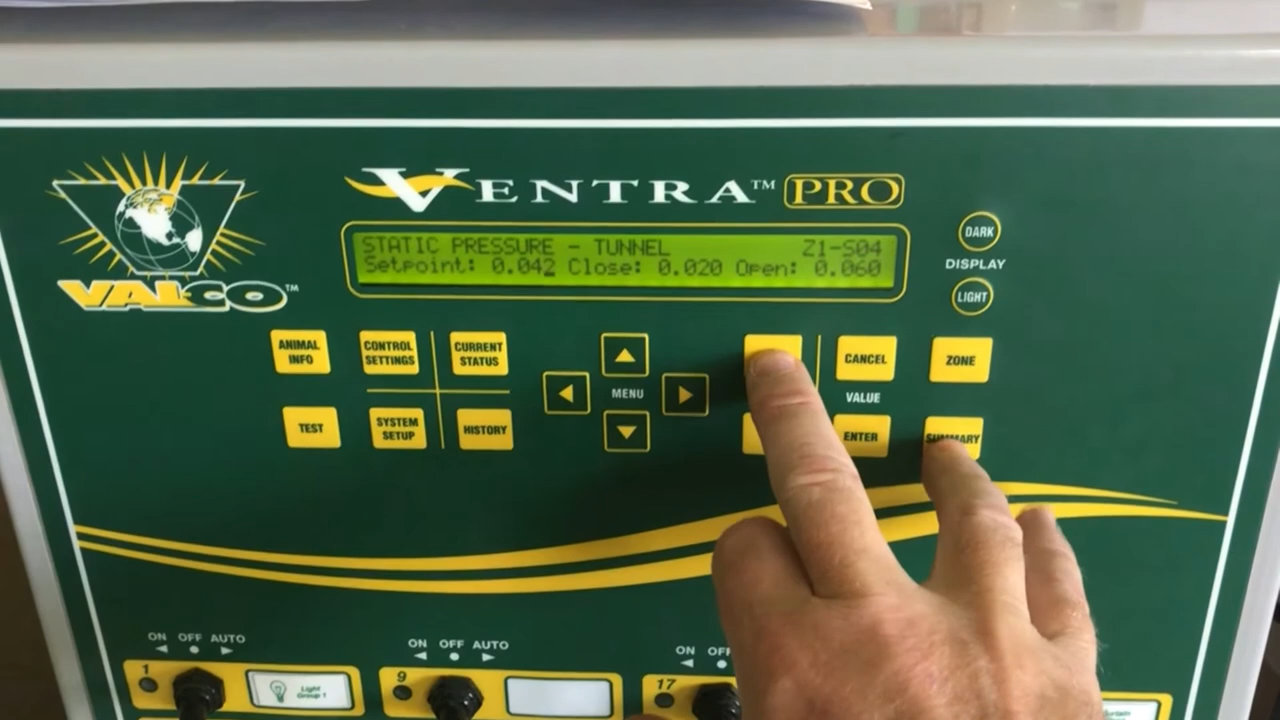 VENTRA™ PRO
VAL-CO™
STATIC PRESSURE - TUNNEL Z1-S04
Setpoint: 0.042 Close: 0.020 Open: 0.060
DARK
DISPLAY
LIGHT
ANIMAL INFO
CONTROL SETTINGS
CURRENT STATUS
MENU
CANCEL
ZONE
VALUE
TEST
SYSTEM SETUP
HISTORY
ENTER
SUMMARY
ON OFF AUTO
ON OFF AUTO
ON
1
Light Group 1
9
17